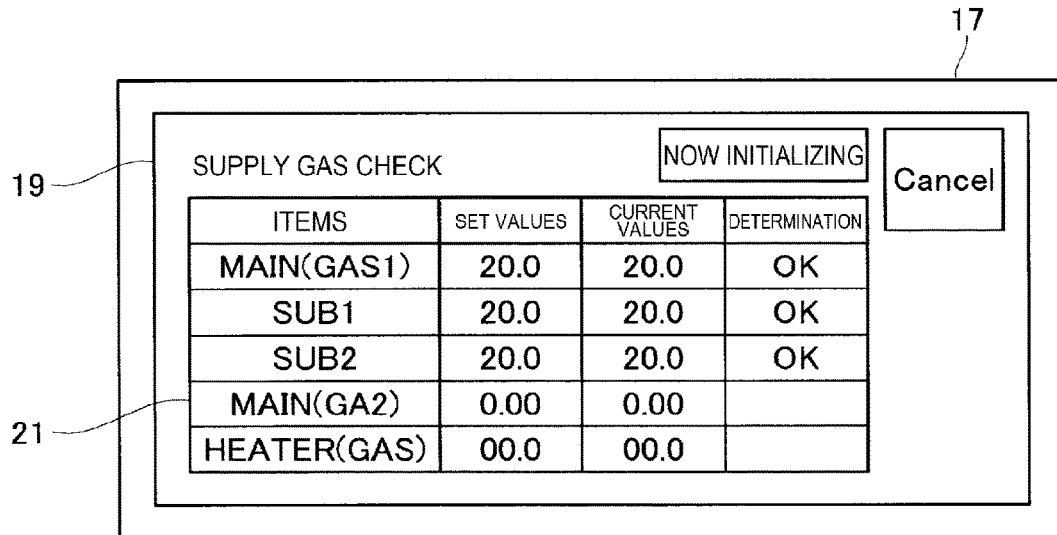 17
19
SUPPLY GAS CHECK NOW INITIALIZING Cancel
ITEMS SET VALUES CURRENT VALUES DETERMINATION
MAIN(GAS1) 20.0 20.0 OK
SUB1 20.0 20.0 OK
SUB2 20.0 20.0 OK
21
MAIN(GA2) 0.00 0.00
HEATER(GAS) 00.0 00.0